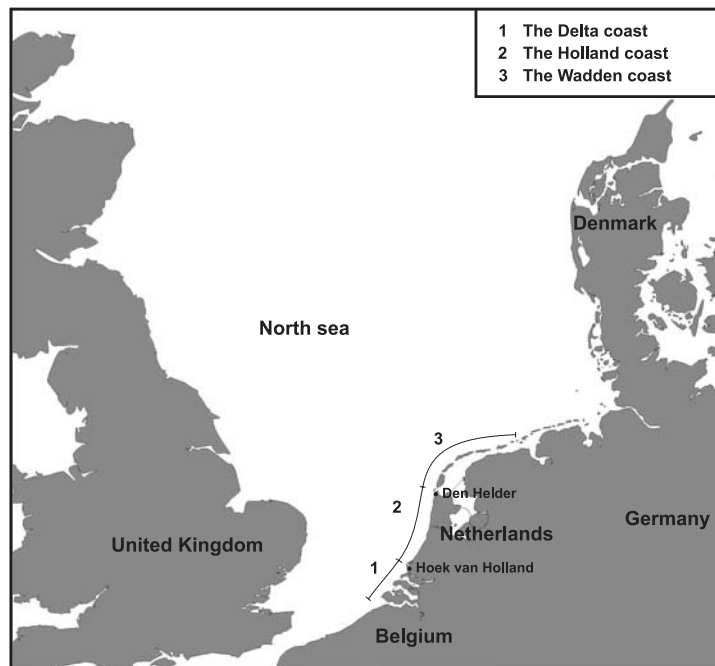 1 The Delta coast
2 The Holland coast
3 The Wadden coast
Denmark
North sea
3
Den Helder
2
Germany
Netherlands
United Kingdom
1
Hoek van Holland
Belgium